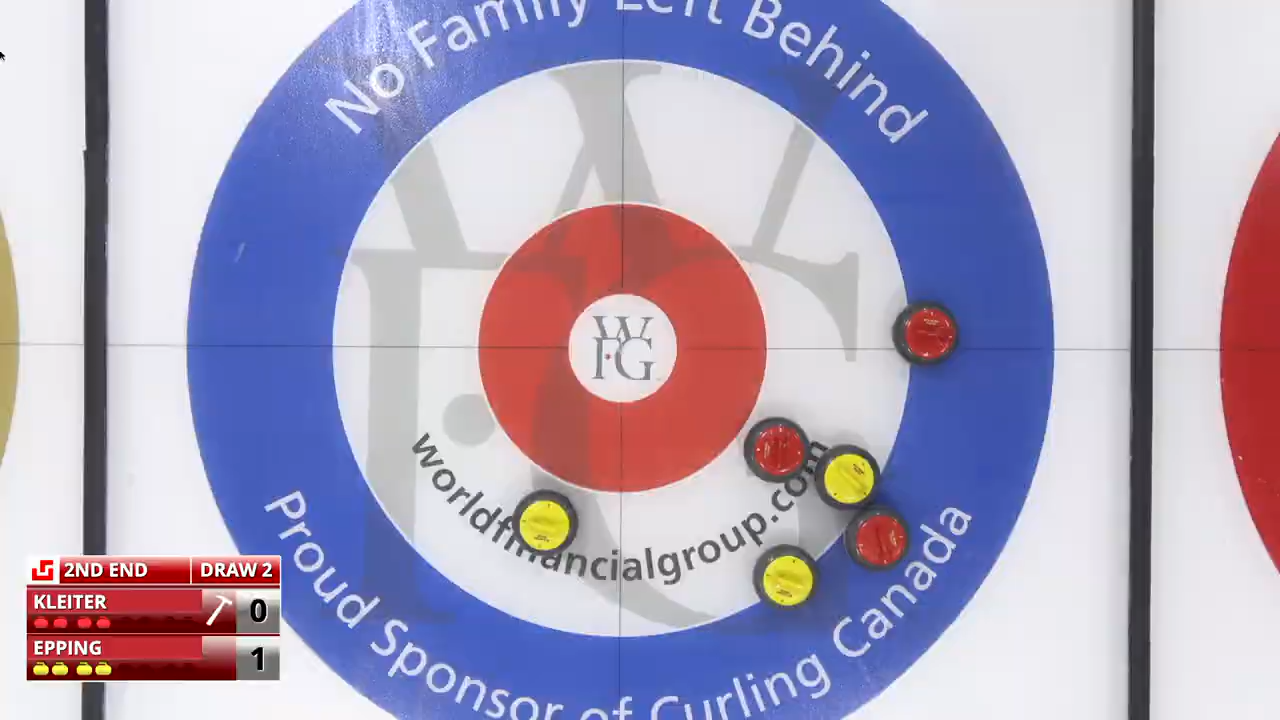 No Family Left Behind
WFG
WFG
worldfinancialgroup.com
Proud Sponsor of Curling Canada
2ND END DRAW 2
KLEITER 0
EPPING 1